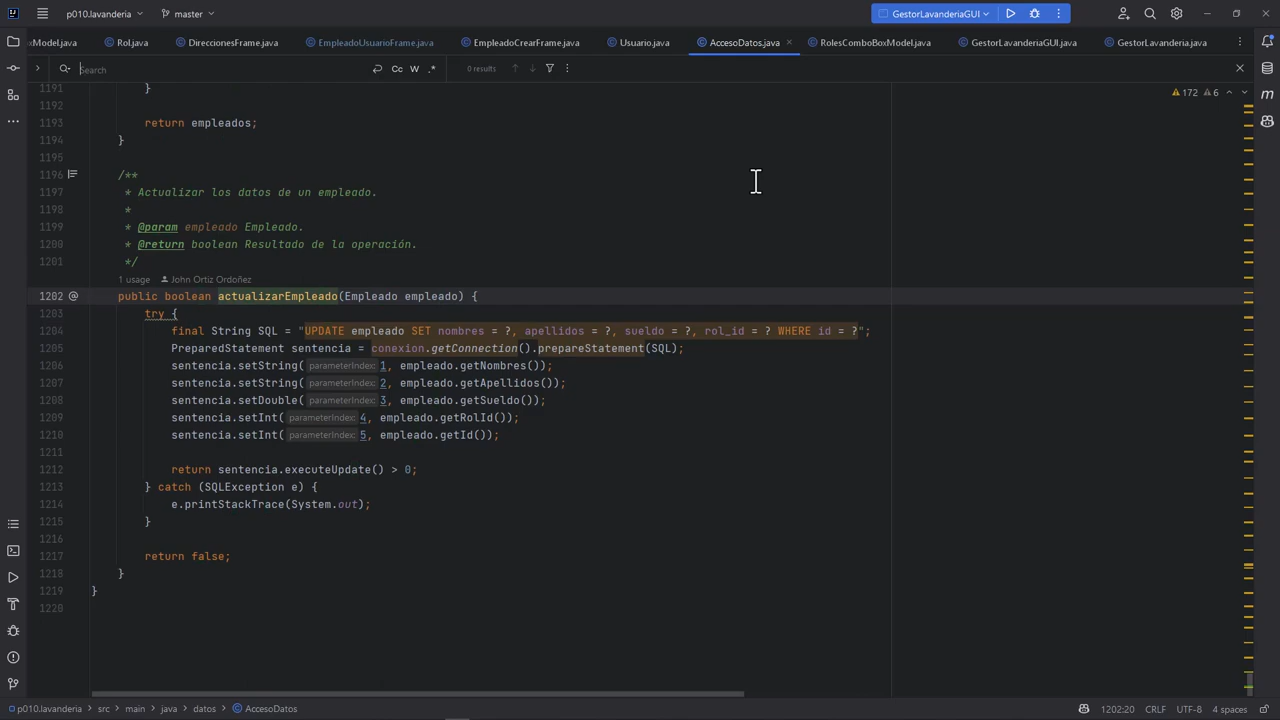 p010.lavanderia
master
GestorLavanderiaGUI
xModel.java
Rol.java
DireccionesFrame.java
EmpleadoUsuarioFrame.java
EmpleadoCrearFrame.java
Usuario.java
AccesoDatos.java
RolesComboBoxModel.java
GestorLavanderiaGUI.java
GestorLavanderia.java
Search
Cc
W
.*
0 results
172
6
1191 }
1192
1193 return empleados;
1194 }
1195
1196 /**
1197 * Actualizar los datos de un empleado.
1198 *
1199 * @param empleado Empleado.
1200 * @return boolean Resultado de la operación.
1201 */
1 usage John Ortiz Ordoñez
1202 public boolean actualizarEmpleado(Empleado empleado) {
1203 try {
1204 final String SQL = "UPDATE empleado SET nombres = ?, apellidos = ?, sueldo = ?, rol_id = ? WHERE id = ?";
1205 PreparedStatement sentencia = conexion.getConnection().prepareStatement(SQL);
1206 sentencia.setString( parameterIndex: 1, empleado.getNombres());
1207 sentencia.setString( parameterIndex: 2, empleado.getApellidos());
1208 sentencia.setDouble( parameterIndex: 3, empleado.getSueldo());
1209 sentencia.setInt( parameterIndex: 4, empleado.getRolId());
1210 sentencia.setInt( parameterIndex: 5, empleado.getId());
1211
1212 return sentencia.executeUpdate() > 0;
1213 } catch (SQLException e) {
1214 e.printStackTrace(System.out);
1215 }
1216
1217 return false;
1218 }
1219 }
1220
p010.lavanderia > src > main > java > datos > AccesoDatos
1202:20
CRLF
UTF-8
4 spaces